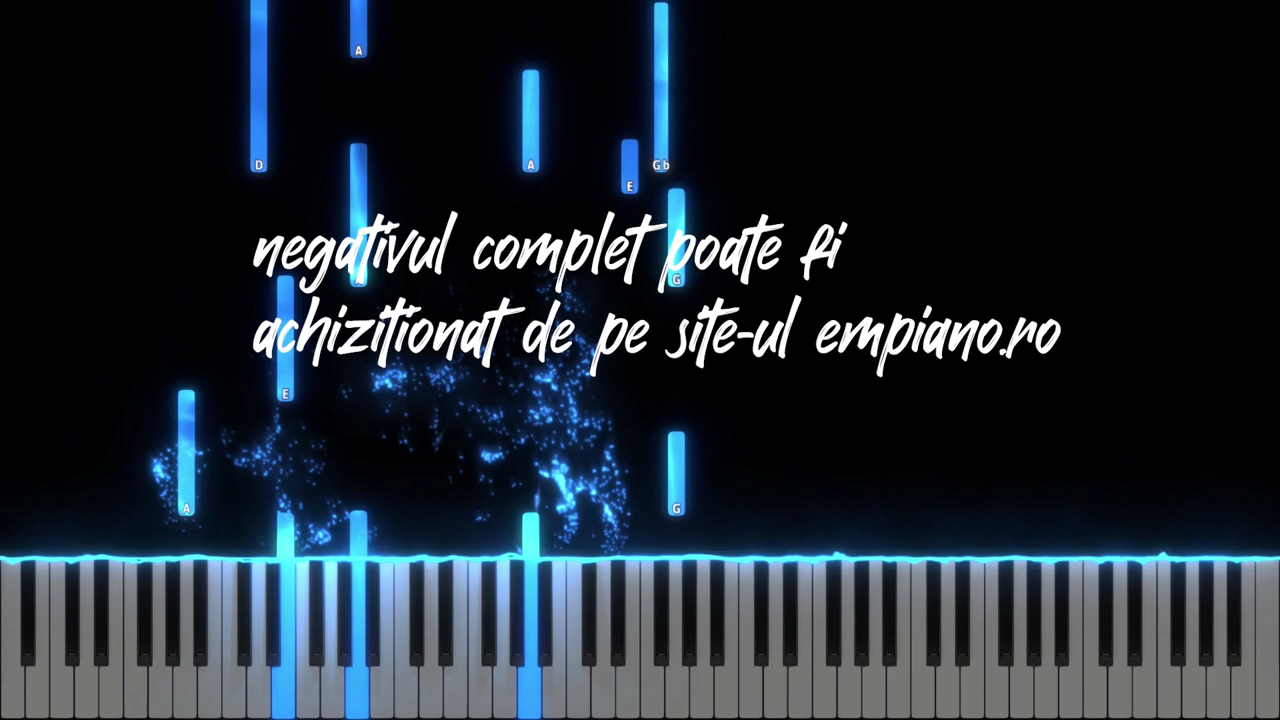 A
D
A
E
Gb
negativul complet poate fi
G
achizitionat de pe site-ul empiano.ro
E
A
G